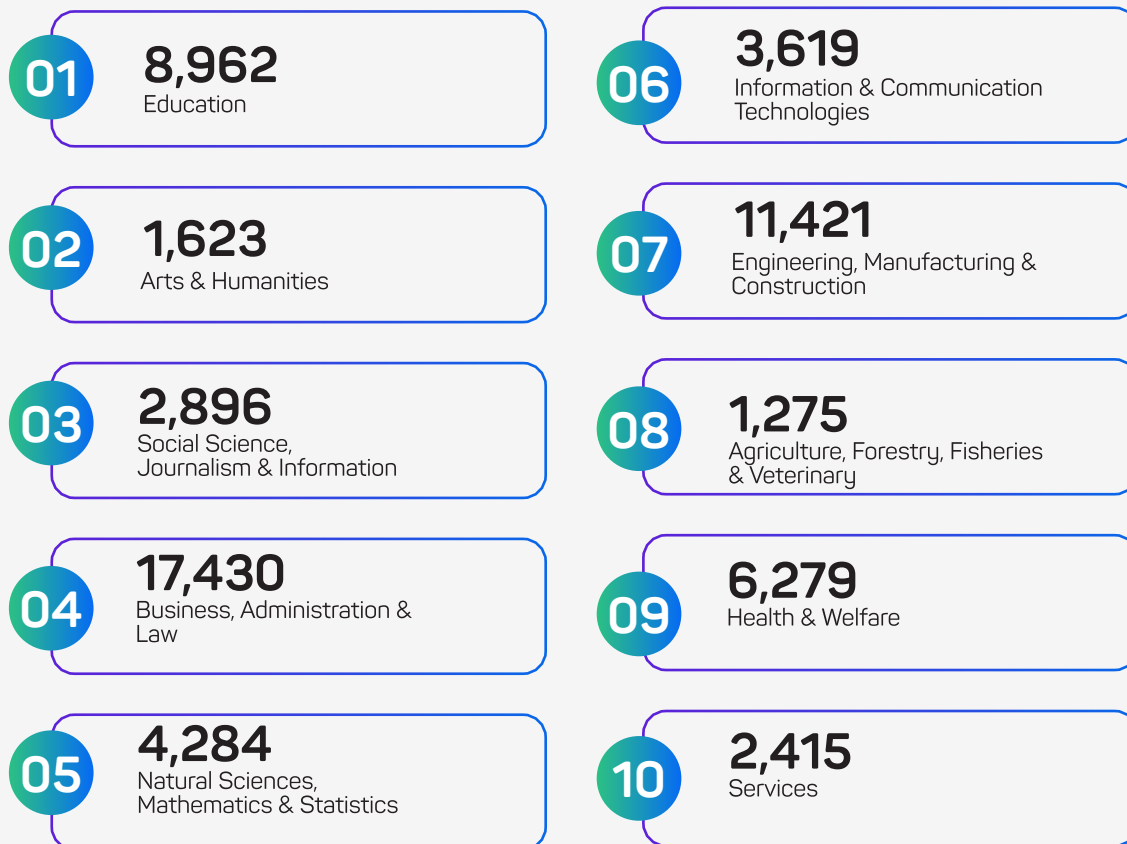 01
8,962
Education
02
1,623
Arts & Humanities
03
2,896
Social Science,
Journalism & Information
04
17,430
Business, Administration &
Law
05
4,284
Natural Sciences,
Mathematics & Statistics
06
3,619
Information & Communication
Technologies
07
11,421
Engineering, Manufacturing &
Construction
08
1,275
Agriculture, Forestry, Fisheries
& Veterinary
09
6,279
Health & Welfare
10
2,415
Services